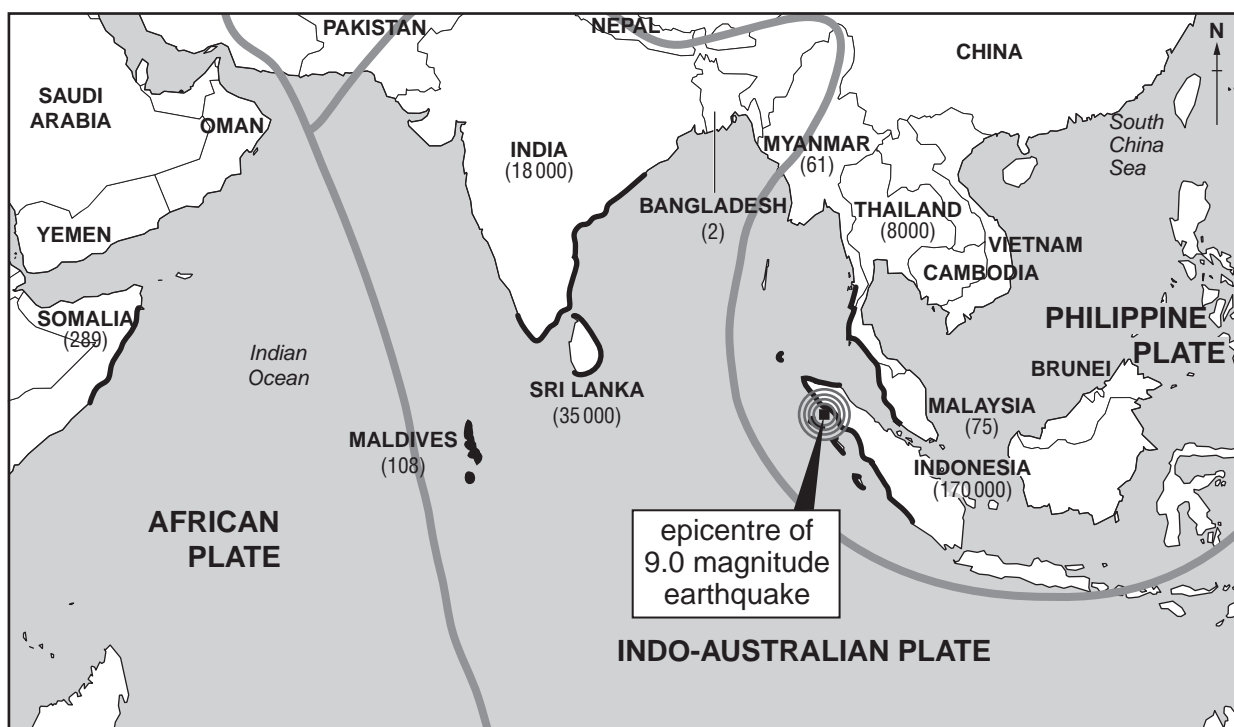 PAKISTAN
NEPAL
CHINA
N
SAUDI
ARABIA
OMAN
INDIA
(18 000)
MYANMAR
(61)
South
China
Sea
BANGLADESH
(2)
THAILAND
(8000)
YEMEN
VIETNAM
CAMBODIA
SOMALIA
(289)
PHILIPPINE
PLATE
Indian
Ocean
BRUNEI
SRI LANKA
(35 000)
MALAYSIA
(75)
MALDIVES
(108)
INDONESIA
(170 000)
AFRICAN
PLATE
epicentre of
9.0 magnitude
earthquake
INDO-AUSTRALIAN PLATE